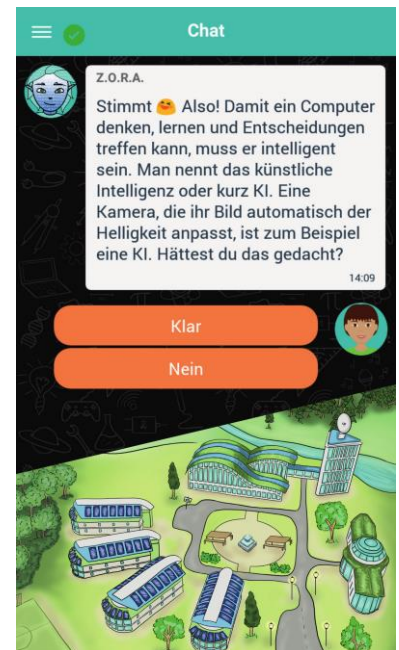 Chat
Z.O.R.A.
Stimmt 🤗 Also! Damit ein Computer
denken, lernen und Entscheidungen
treffen kann, muss er intelligent
sein. Man nennt das künstliche
Intelligenz oder kurz KI. Eine
Kamera, die ihr Bild automatisch der
Helligkeit anpasst, ist zum Beispiel
eine KI. Hättest du das gedacht?
14:09
Klar
Nein